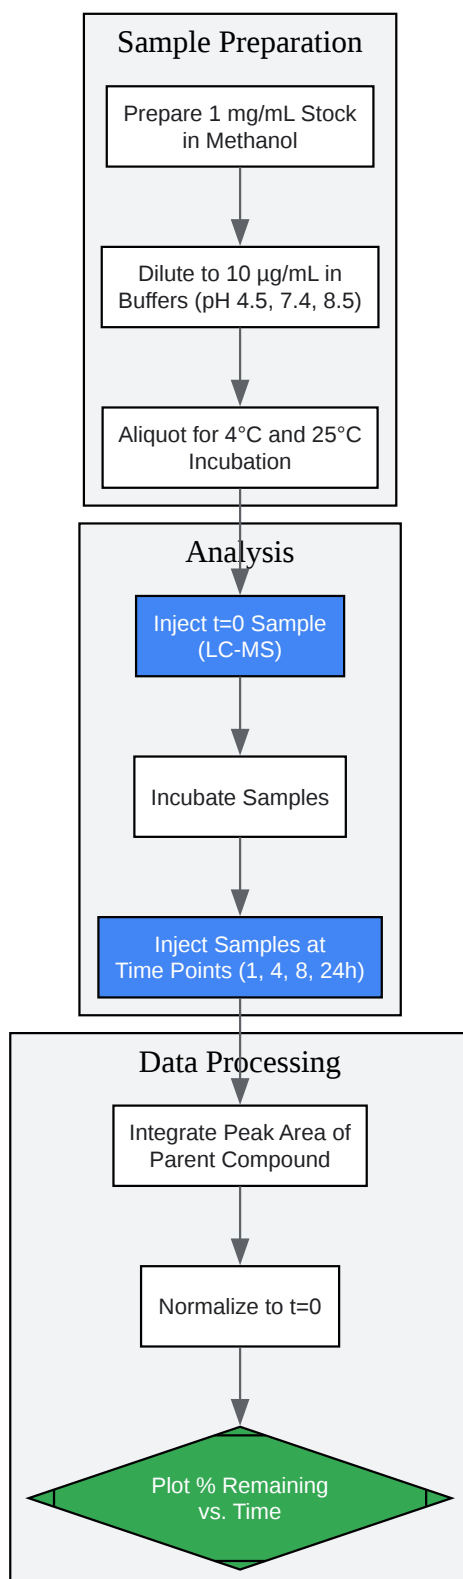 Sample Preparation
Prepare 1 mg/mL Stock
in Methanol
Dilute to 10 µg/mL in
Buffers (pH 4.5, 7.4, 8.5)
Aliquot for 4°C and 25°C
Incubation
Analysis
Inject t=0 Sample
(LC-MS)
Incubate Samples
Inject Samples at
Time Points (1, 4, 8, 24h)
Data Processing
Integrate Peak Area of
Parent Compound
Normalize to t=0
Plot % Remaining
vs. Time